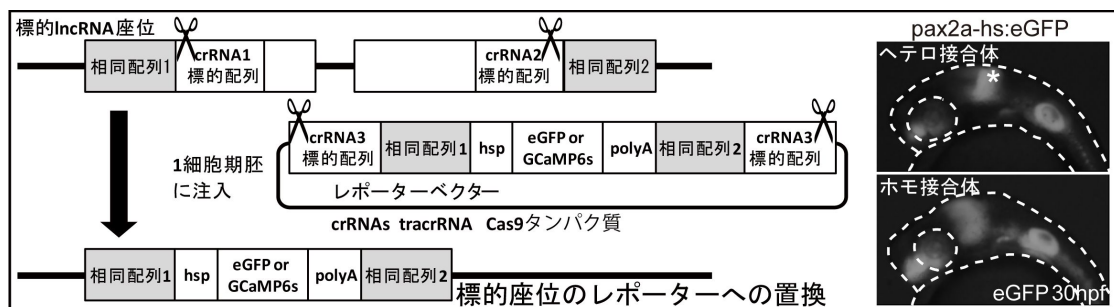 標的lncRNA座位
相同配列1
crRNA1
標的配列
crRNA2
標的配列
相同配列2
crRNA3
標的配列
相同配列1
hsp
eGFP or
GCaMP6s
polyA
相同配列2
crRNA3
標的配列
1細胞期胚
に注入
レポーターベクター
crRNAs tracrRNA Cas9タンパク質
相同配列1
hsp
eGFP or
GCaMP6s
polyA
相同配列2
標的座位のレポーターへの置換
pax2a-hs:eGFP
ヘテロ接合体
*
ホモ接合体
eGFP 30hpf